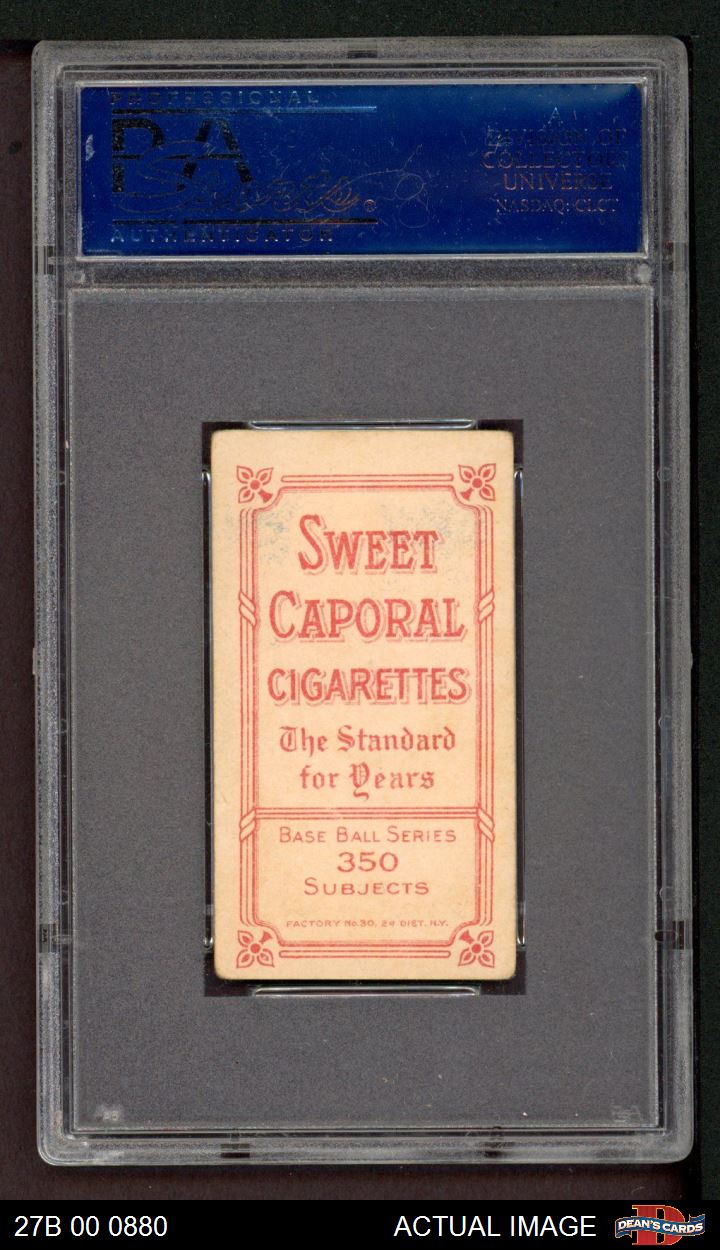 PROFESSIONAL
PSA
Sports ®
AUTHENTICATOR
A
DIVISION OF
COLLECTORS
UNIVERSE
NASDAQ: CLCT
SWEET
CAPORAL
CIGARETTES
The Standard
for Years
BASE BALL SERIES
350
SUBJECTS
FACTORY No. 30, 2d DIST. N.Y.
27B 00 0880
ACTUAL IMAGE
D
DEAN'S CARDS